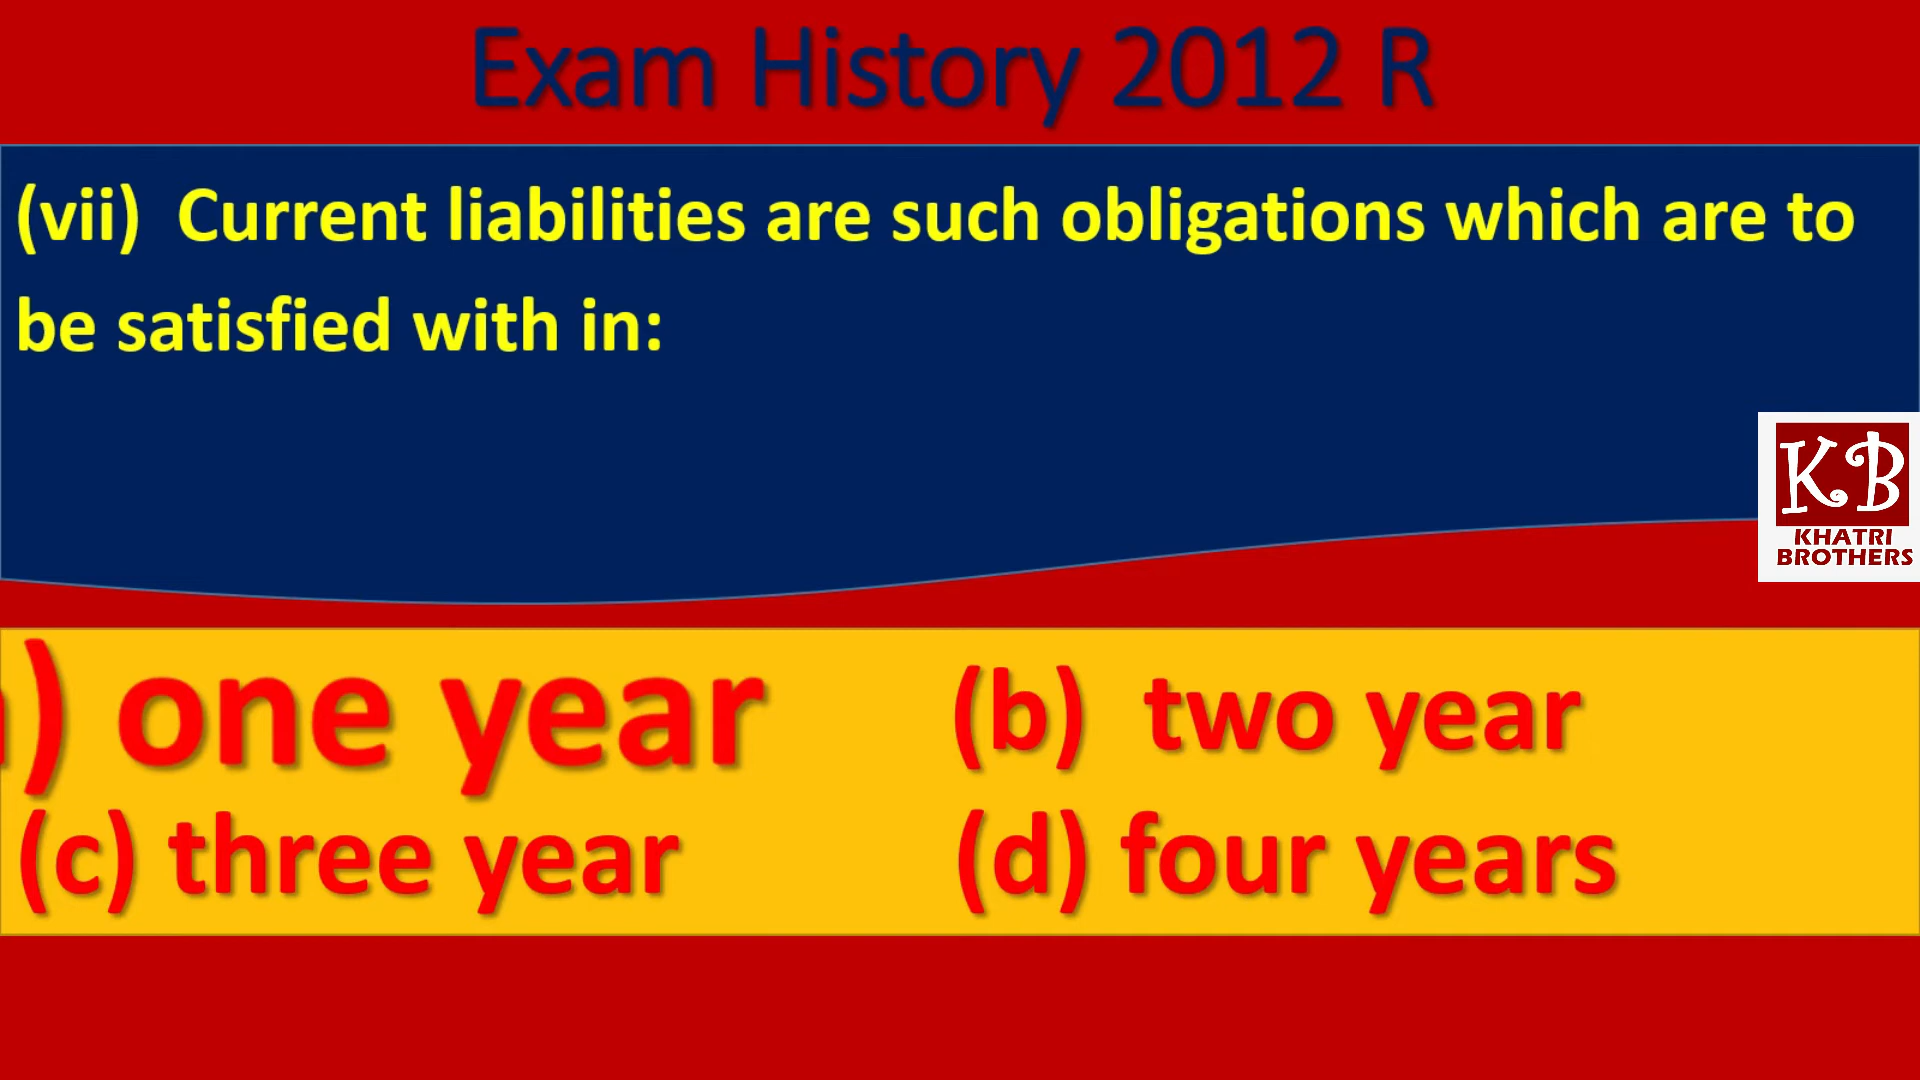 Exam History 2012 R
(vii) Current liabilities are such obligations which are to
be satisfied with in:
KB
KHATRI
BROTHERS
) one year (b) two year
(c) three year (d) four years